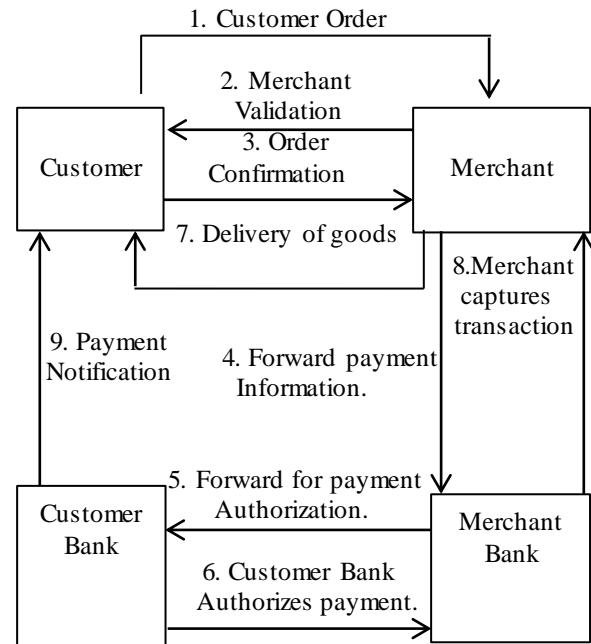 1. Customer Order
2. Merchant
Validation
Customer
3. Order
Confirmation
Merchant
7. Delivery of goods
8.Merchant
captures
transaction
9. Payment
Notification
4. Forward payment
Information.
5. Forward for payment
Authorization.
Customer
Bank
Merchant
Bank
6. Customer Bank
Authorizes payment.